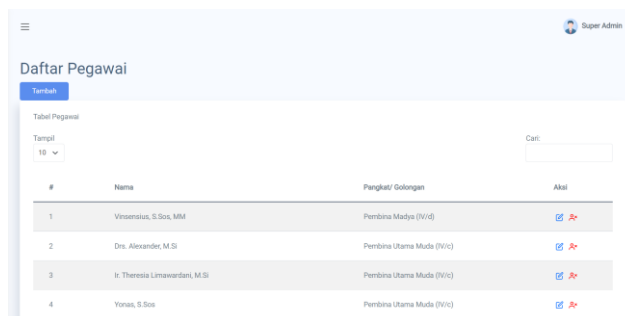 Super Admin
Daftar Pegawai
Tambah
Tabel Pegawai
Tampil
Cari:
10
# Nama Pangkat/ Golongan Aksi
1 Vinsensius, S.Sos, MM Pembina Madya (IV/d)
2 Drs. Alexander, M.Si Pembina Utama Muda (IV/c)
3 Ir. Theresia Limawardani, M.Si Pembina Utama Muda (IV/c)
4 Yonas, S.Sos Pembina Utama Muda (IV/c)